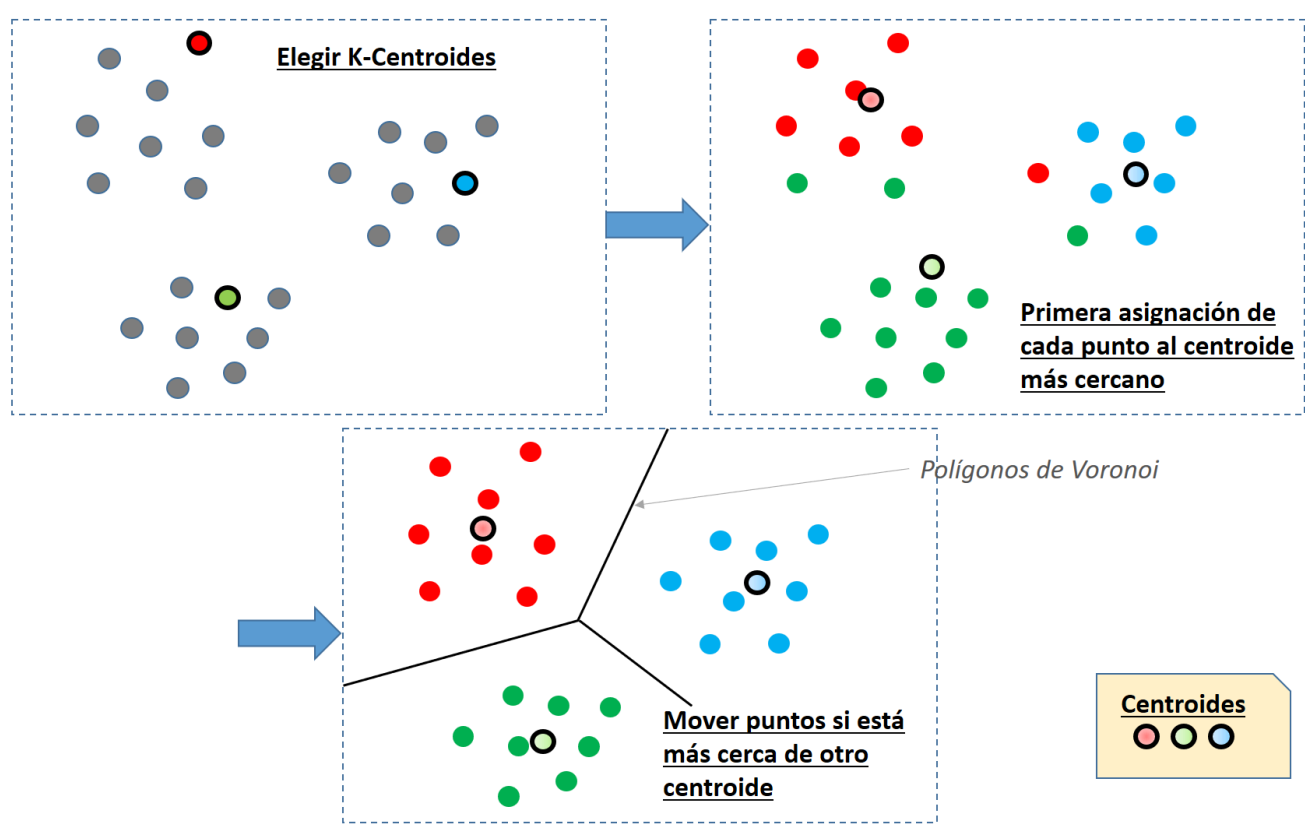 Elegir K-Centroides
Primera asignación de
cada punto al centroide
más cercano
Polígonos de Voronoi
Mover puntos si está
más cerca de otro
centroide
Centroides